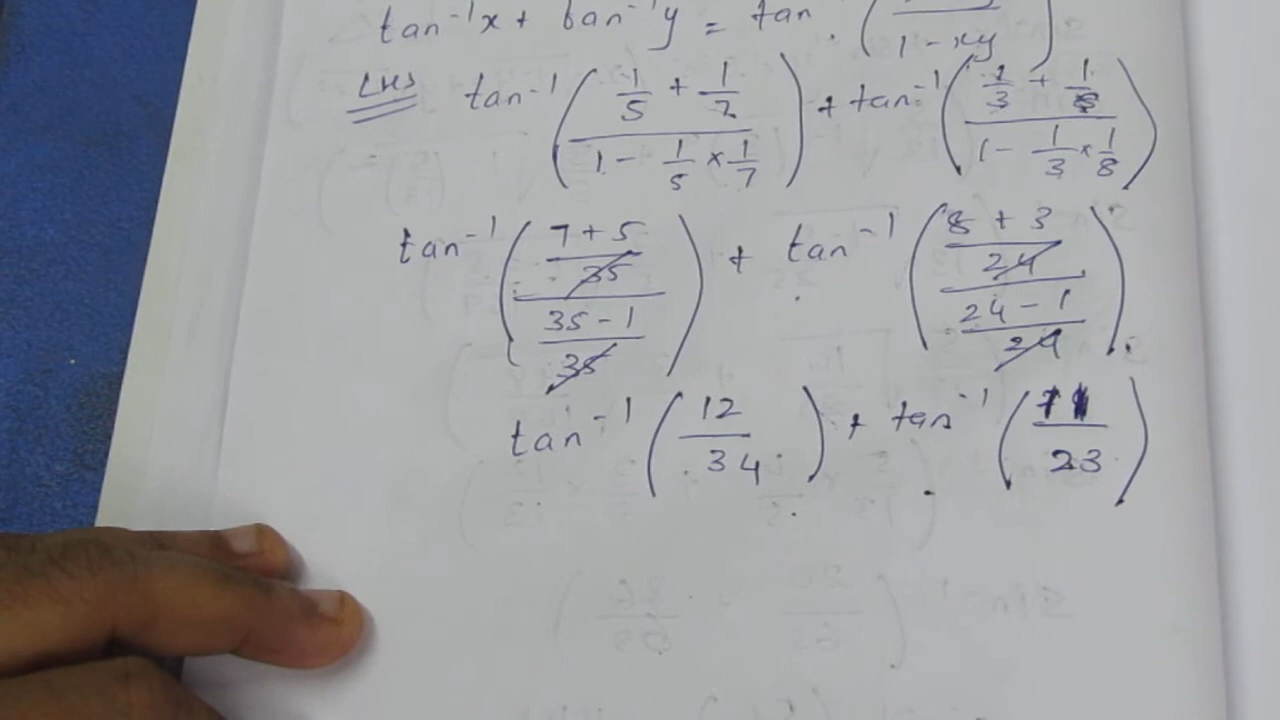 tan⁻¹x + tan⁻¹y = tan ( / 1 - xy )
LHS tan⁻¹ ( (1/5 + 1/7) / (1 - 1/5 × 1/7) ) + tan⁻¹ ( (1/3 + 1/8) / (1 - 1/3 × 1/8) )
tan⁻¹ ( ((7 + 5)/35) / ((35 - 1)/35) ) + tan⁻¹ ( ((8 + 3)/24) / ((24 - 1)/24) )
tan⁻¹ ( 12/34 ) + tan⁻¹ ( 11/23 )